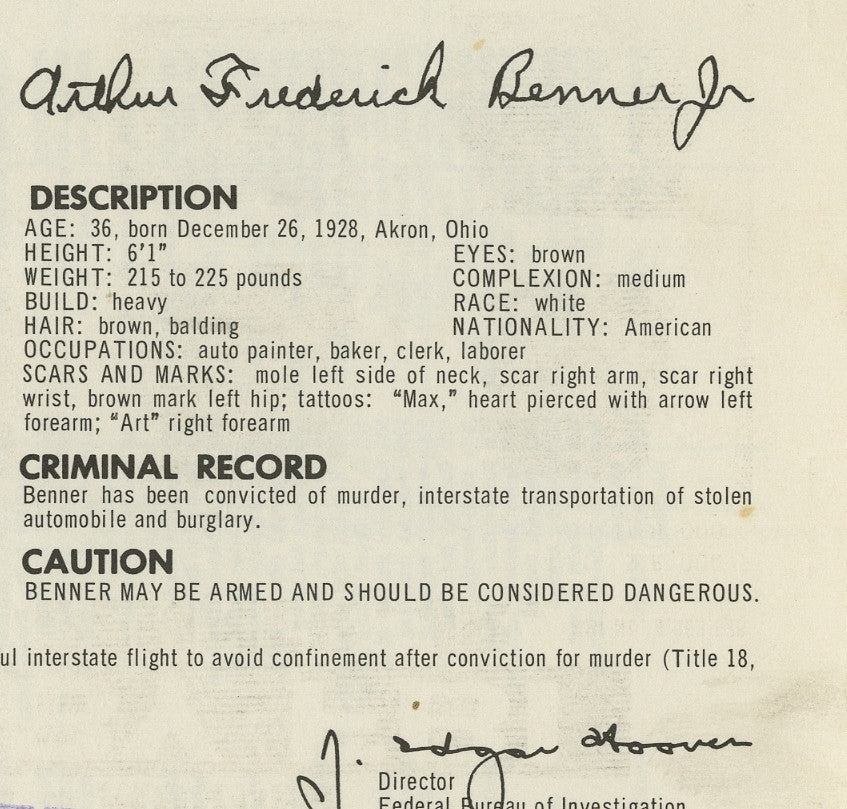 Arthur Frederick Benner Jr
DESCRIPTION
AGE: 36, born December 26, 1928, Akron, Ohio
HEIGHT: 6'1" EYES: brown
WEIGHT: 215 to 225 pounds COMPLEXION: medium
BUILD: heavy RACE: white
HAIR: brown, balding NATIONALITY: American
OCCUPATIONS: auto painter, baker, clerk, laborer
SCARS AND MARKS: mole left side of neck, scar right arm, scar right
wrist, brown mark left hip; tattoos: "Max," heart pierced with arrow left
forearm; "Art" right forearm
CRIMINAL RECORD
Benner has been convicted of murder, interstate transportation of stolen
automobile and burglary.
CAUTION
BENNER MAY BE ARMED AND SHOULD BE CONSIDERED DANGEROUS.
ul interstate flight to avoid confinement after conviction for murder (Title 18,
J. Edgar Hoover
Director
Federal Bureau of Investigation